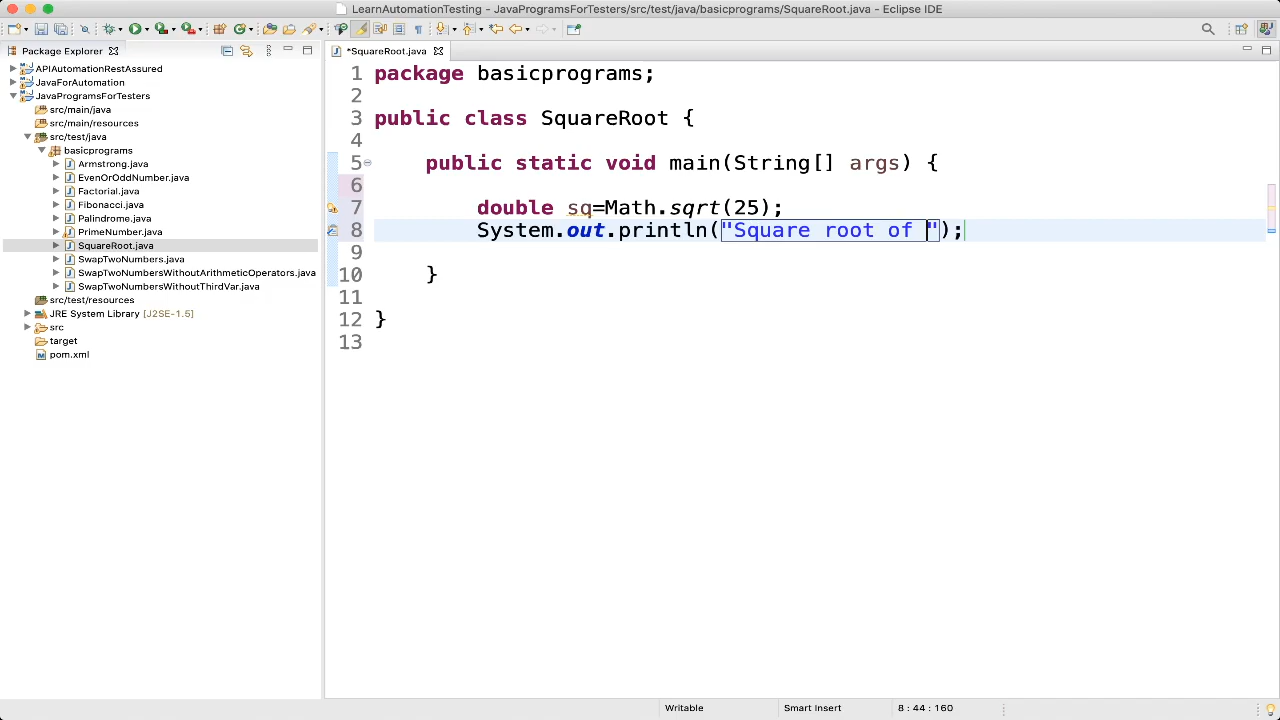 LearnAutomationTesting - JavaProgramsForTesters/src/test/java/basicprograms/SquareRoot.java - Eclipse IDE
Package Explorer
*SquareRoot.java
APIAutomationRestAssured
JavaForAutomation
JavaProgramsForTesters
src/main/java
src/main/resources
src/test/java
basicprograms
Armstrong.java
EvenOrOddNumber.java
Factorial.java
Fibonacci.java
Palindrome.java
PrimeNumber.java
SquareRoot.java
SwapTwoNumbers.java
SwapTwoNumbersWithoutArithmeticOperators.java
SwapTwoNumbersWithoutThirdVar.java
src/test/resources
JRE System Library [J2SE-1.5]
src
target
pom.xml
1 package basicprograms;
2
3 public class SquareRoot {
4
5 public static void main(String[] args) {
6
7 double sq=Math.sqrt(25);
8 System.out.println("Square root of ");
9
10 }
11
12 }
13
Writable
Smart Insert
8 : 44 : 160